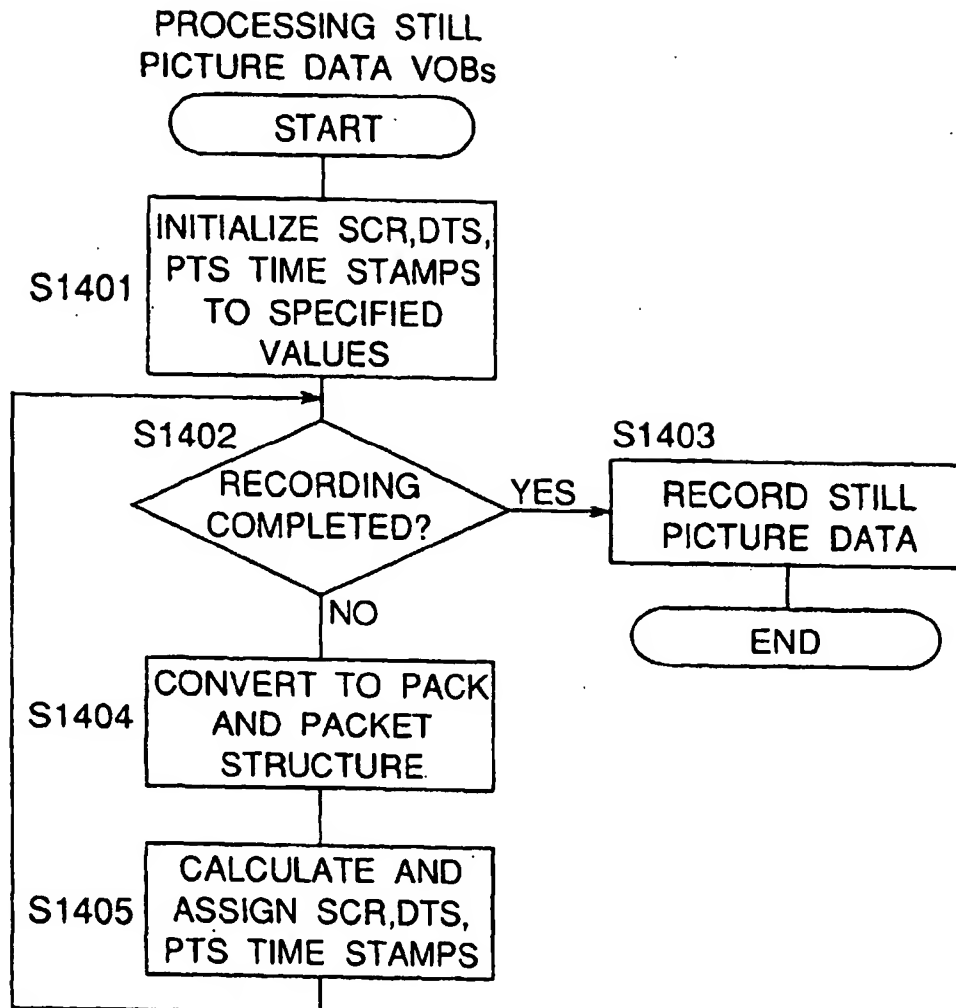 PROCESSING STILL
PICTURE DATA VOBs
START
INITIALIZE SCR,DTS,
PTS TIME STAMPS
TO SPECIFIED
VALUES
S1401
S1402
RECORDING
COMPLETED?
YES
S1403
RECORD STILL
PICTURE DATA
END
NO
CONVERT TO PACK
AND PACKET
STRUCTURE
S1404
CALCULATE AND
ASSIGN SCR,DTS,
PTS TIME STAMPS
S1405